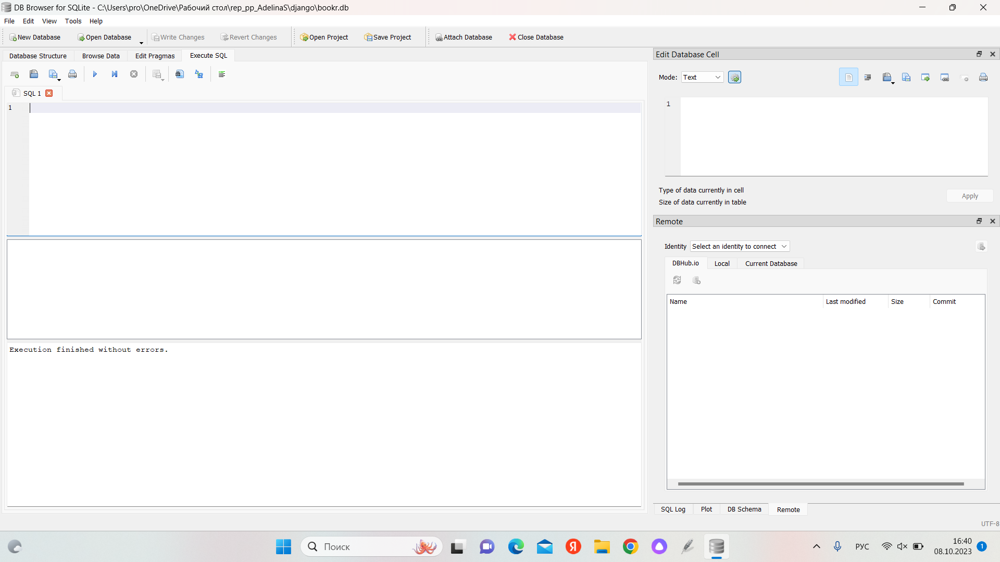 DB Browser for SQLite - C:\Users\pro\OneDrive\Рабочий стол\rep_pp_AdelinaS\django\bookr.db
File Edit View Tools Help
New Database Open Database Write Changes Revert Changes Open Project Save Project Attach Database Close Database
Database Structure Browse Data Edit Pragmas Execute SQL
SQL 1
1
Execution finished without errors.
Edit Database Cell
Mode: Text
1
Type of data currently in cell
Size of data currently in table
Apply
Remote
Identity Select an identity to connect
DBHub.io Local Current Database
Name Last modified Size Commit
SQL Log Plot DB Schema Remote
UTF-8
Поиск
Я
РУС
16:40
08.10.2023
1